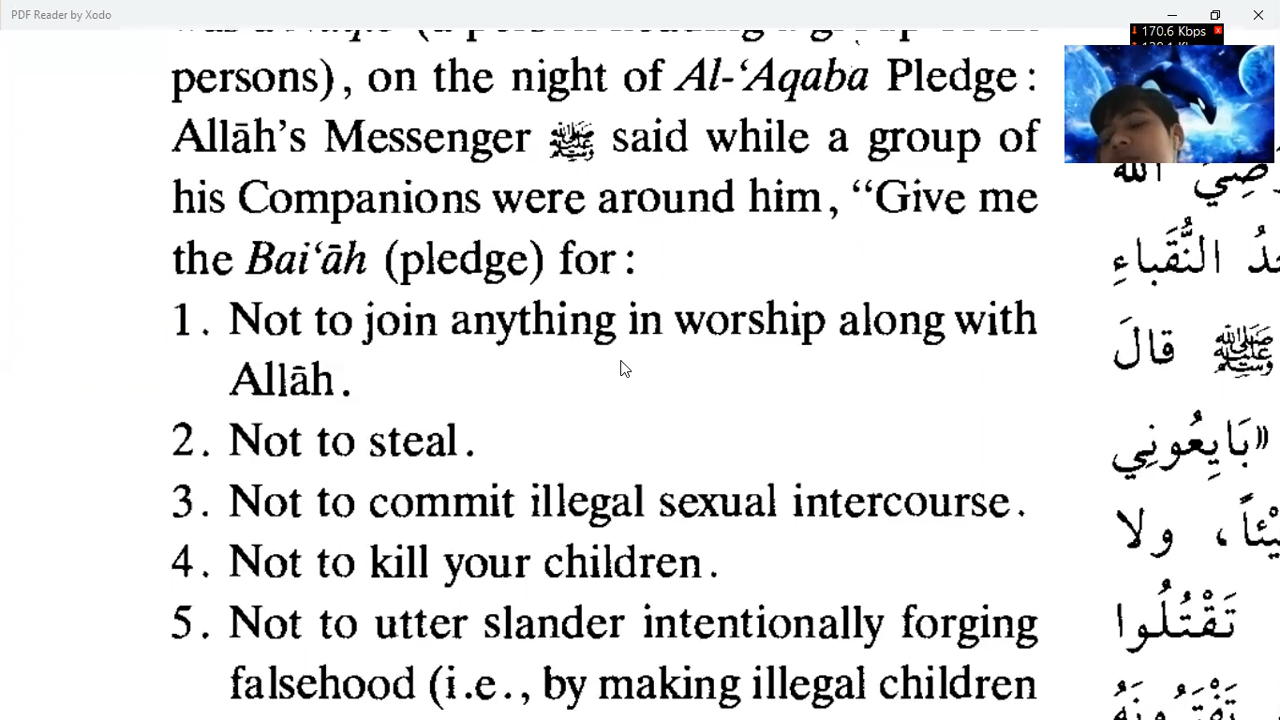 PDF Reader by Xodo
170.6 Kbps
persons), on the night of Al-‘Aqaba Pledge:
Allāh’s Messenger ﷺ said while a group of
his Companions were around him, “Give me
the Bai‘āh (pledge) for:
1. Not to join anything in worship along with
Allāh.
2. Not to steal.
3. Not to commit illegal sexual intercourse.
4. Not to kill your children.
5. Not to utter slander intentionally forging
falsehood (i.e., by making illegal children
النُّقَباءِ
ﷺ قالَ
«بَايِعُونِي
، ولا
تَقْتُلُوا